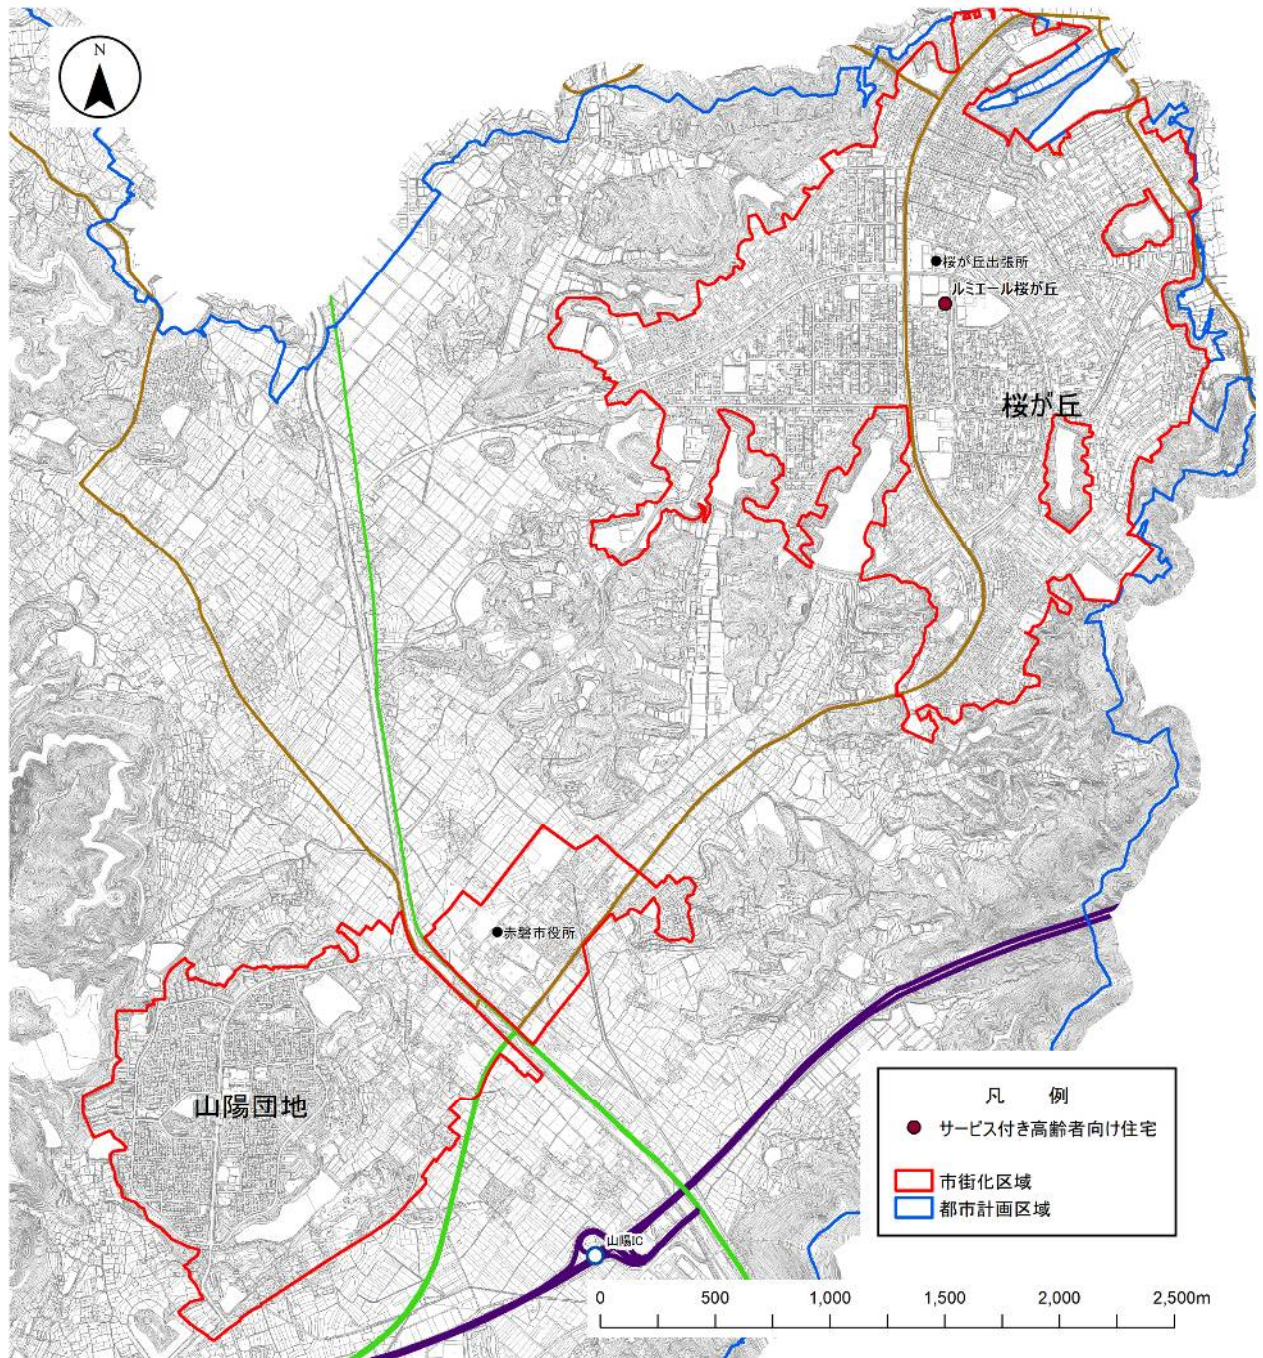 N
桜が丘出張所
ルミエール桜が丘
桜が丘
赤磐市役所
山陽団地
山陽IC
凡 例
サービス付き高齢者向け住宅
市街化区域
都市計画区域
0 500 1,000 1,500 2,000 2,500m